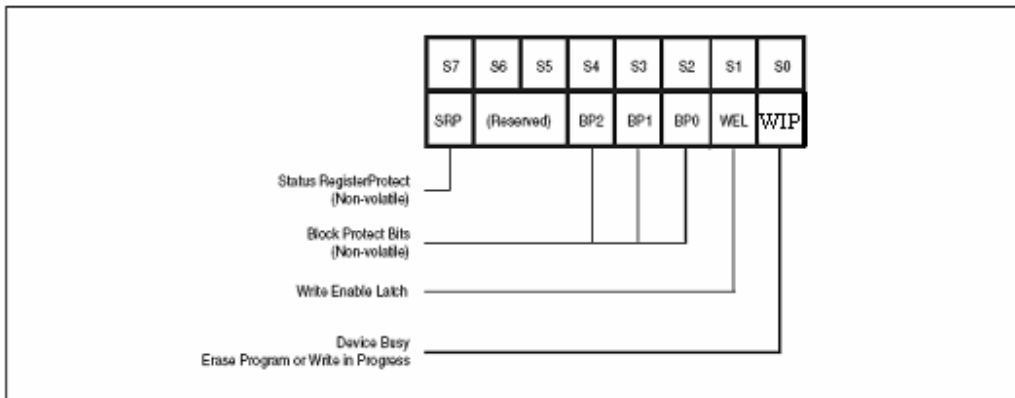 S7 S6 S5 S4 S3 S2 S1 S0
SRP (Reserved) BP2 BP1 BP0 WEL WIP
Status RegisterProtect
(Non-volatile)
Block Protect Bits
(Non-volatile)
Write Enable Latch
Device Busy
Erase Program or Write in Progress